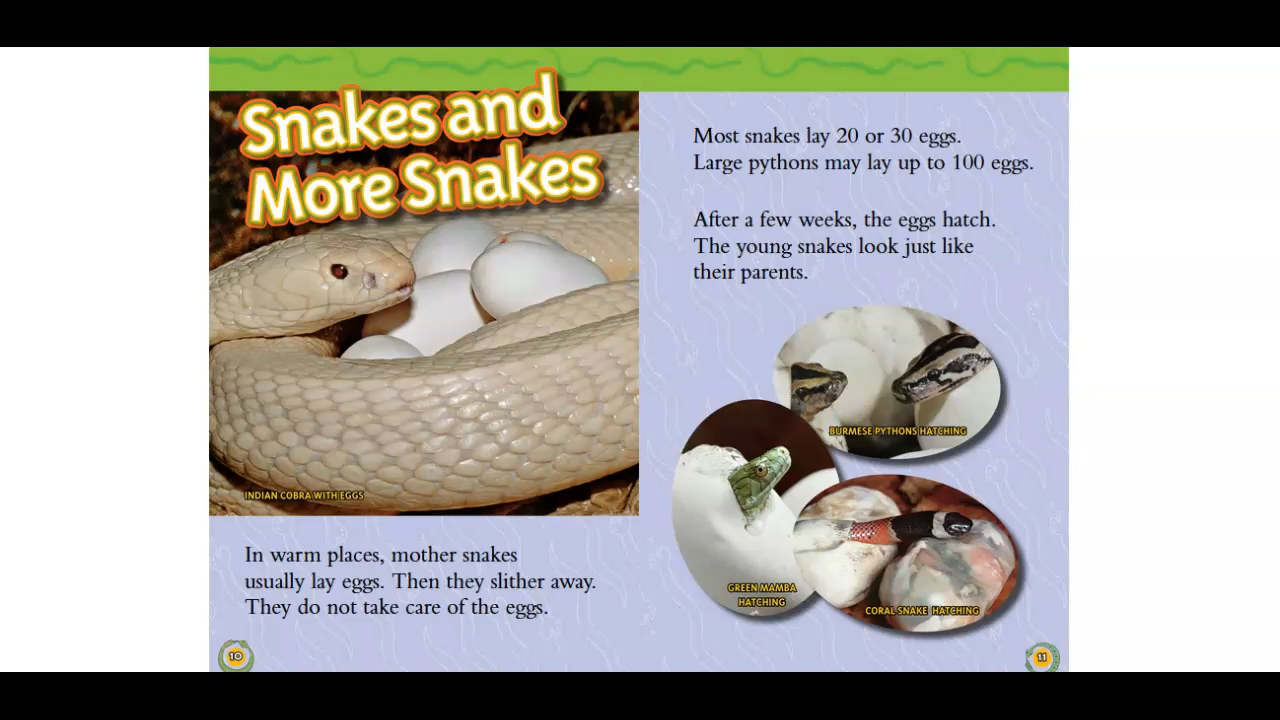 Snakes and
More Snakes
INDIAN COBRA WITH EGGS
In warm places, mother snakes
usually lay eggs. Then they slither away.
They do not take care of the eggs.
10
Most snakes lay 20 or 30 eggs.
Large pythons may lay up to 100 eggs.
After a few weeks, the eggs hatch.
The young snakes look just like
their parents.
BURMESE PYTHONS HATCHING
GREEN MAMBA
HATCHING
CORAL SNAKE HATCHING
11